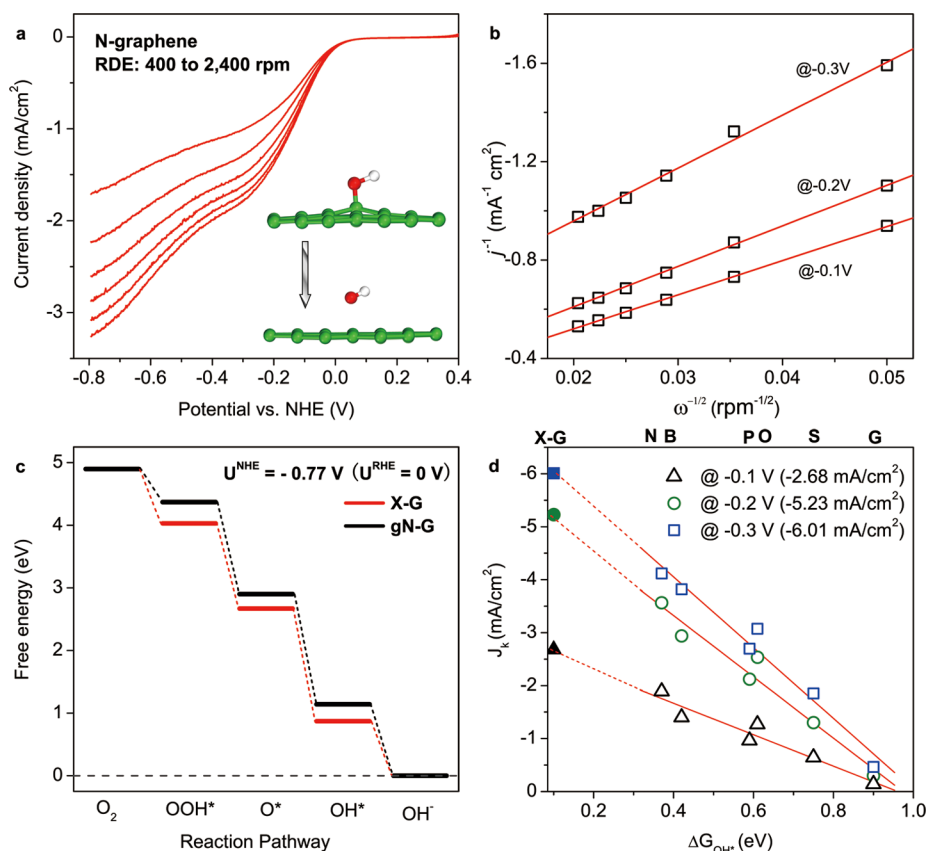 a
N-graphene
RDE: 400 to 2,400 rpm
0
-1
-2
-3
Current density (mA/cm²)
-0.8 -0.6 -0.4 -0.2 0.0 0.2 0.4
Potential vs. NHE (V)
b
-1.6
-1.2
-0.8
-0.4
j⁻¹ (mA⁻¹ cm²)
@-0.3V
@-0.2V
@-0.1V
0.02 0.03 0.04 0.05
ω⁻¹/² (rpm⁻¹/²)
c
U^NHE = - 0.77 V (U^RHE = 0 V)
X-G
gN-G
5
4
3
2
1
0
Free energy (eV)
O₂ OOH* O* OH* OH⁻
Reaction Pathway
X-G N B P O S G
d
@ -0.1 V (-2.68 mA/cm²)
@ -0.2 V (-5.23 mA/cm²)
@ -0.3 V (-6.01 mA/cm²)
-6
-5
-4
-3
-2
-1
0
J_k (mA/cm²)
0.2 0.4 0.6 0.8 1.0
ΔG_OH* (eV)